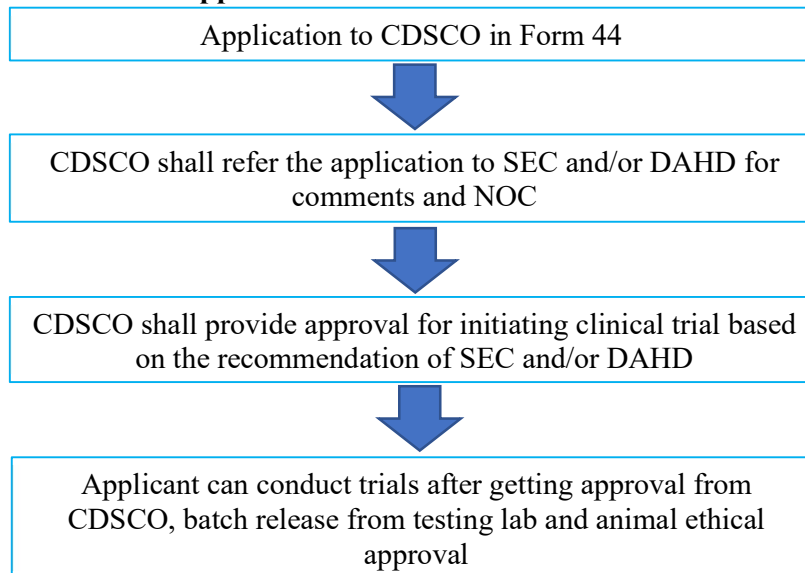 Application to CDSCO in Form 44
CDSCO shall refer the application to SEC and/or DAHD for
comments and NOC
CDSCO shall provide approval for initiating clinical trial based
on the recommendation of SEC and/or DAHD
Applicant can conduct trials after getting approval from
CDSCO, batch release from testing lab and animal ethical
approval